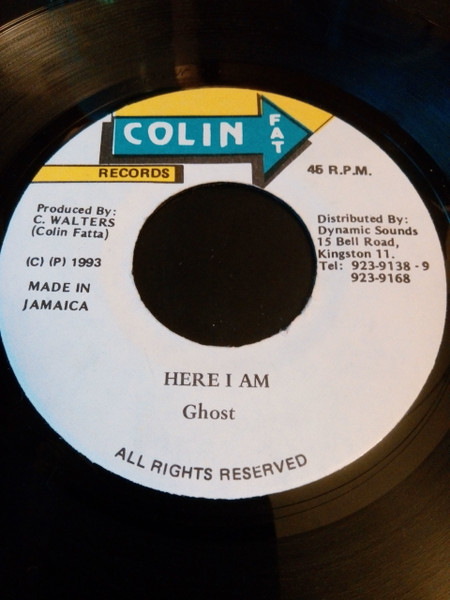 COLIN
FAT
RECORDS
45 R.P.M.
Produced By:
C. WALTERS
(Colin Fatta)
(C) (P) 1993
MADE IN
JAMAICA
Distributed By:
Dynamic Sounds
15 Bell Road,
Kingston 11.
Tel: 923-9138 - 9
923-9168
HERE I AM
Ghost
ALL RIGHTS RESERVED